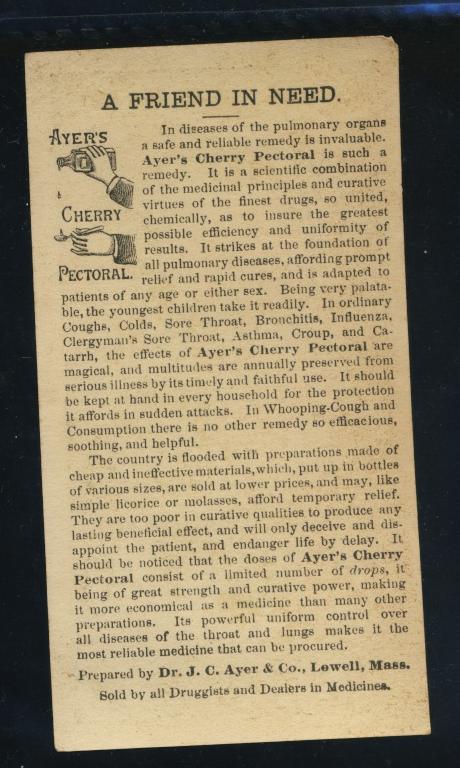 A FRIEND IN NEED.
AYER'S
CHERRY
PECTORAL.
In diseases of the pulmonary organs
a safe and reliable remedy is invaluable.
Ayer's Cherry Pectoral is such a
remedy. It is a scientific combination
of the medicinal principles and curative
virtues of the finest drugs, so united,
chemically, as to insure the greatest
possible efficiency and uniformity of
results. It strikes at the foundation of
all pulmonary diseases, affording prompt
relief and rapid cures, and is adapted to
patients of any age or either sex. Being very palata-
ble, the youngest children take it readily. In ordinary
Coughs, Colds, Sore Throat, Bronchitis, Influenza,
Clergyman's Sore Throat, Asthma, Croup, and Ca-
tarrh, the effects of Ayer's Cherry Pectoral are
magical, and multitudes are annually preserved from
serious illness by its timely and faithful use. It should
be kept at hand in every household for the protection
it affords in sudden attacks. In Whooping-Cough and
Consumption there is no other remedy so efficacious,
soothing, and helpful.
The country is flooded with preparations made of
cheap and ineffective materials, which, put up in bottles
of various sizes, are sold at lower prices, and may, like
simple licorice or molasses, afford temporary relief.
They are too poor in curative qualities to produce any
lasting beneficial effect, and will only deceive and dis-
appoint the patient, and endanger life by delay. It
should be noticed that the doses of Ayer's Cherry
Pectoral consist of a limited number of drops, it
being of great strength and curative power, making
it more economical as a medicine than many other
preparations. Its powerful uniform control over
all diseases of the throat and lungs makes it the
most reliable medicine that can be procured.
Prepared by Dr. J. C. Ayer & Co., Lowell, Mass.
Sold by all Druggists and Dealers in Medicines.